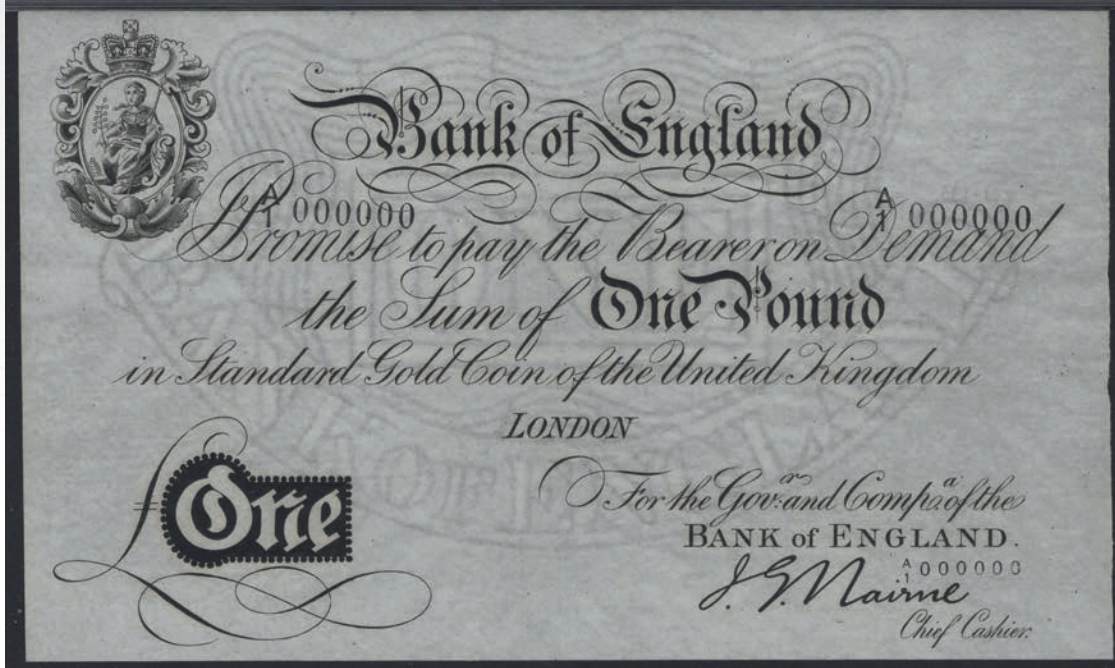 Bank of England
A/1 000000 A/1 000000
I Promise to pay the Bearer on Demand
the Sum of One Pound
in Standard Gold Coin of the United Kingdom
LONDON
£One
For the Gov.r and Comp.a of the
BANK of ENGLAND.
A/1 000000
J. G. Nairne
Chief Cashier.